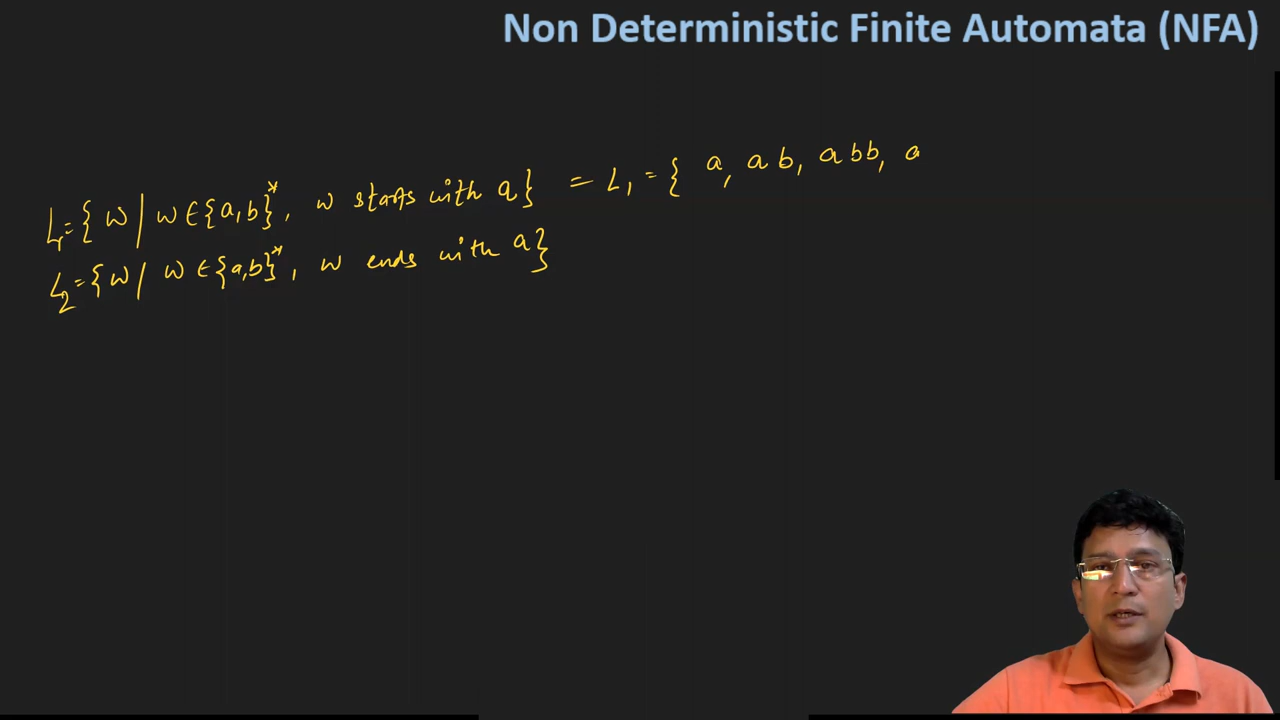 Non Deterministic Finite Automata (NFA)
L₁={ w / w ∈ {a,b}*, w starts with a} = L₁ = { a, ab, abb, a
L₂={ w / w ∈ {a,b}*, w ends with a}